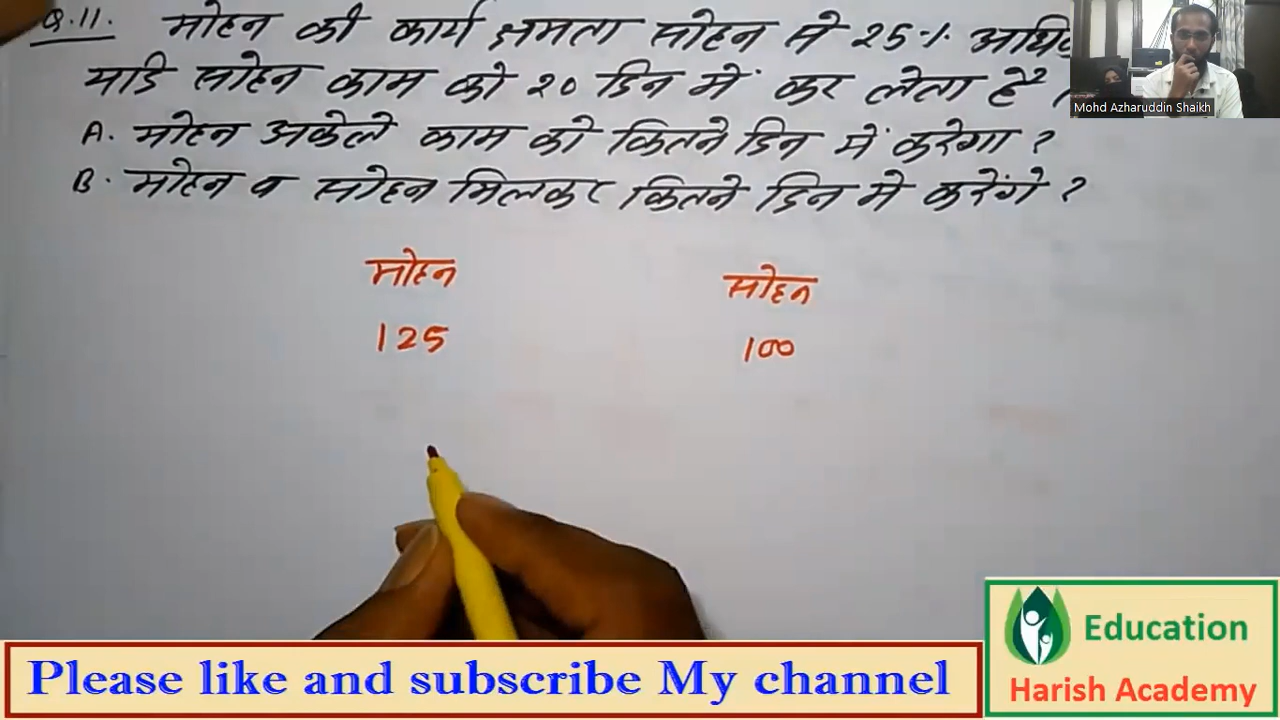 Q.11. मोहन की कार्य क्षमता सोहन से 25%
यदि सोहन काम को 20 दिन में कर लेता है
A. मोहन अकेले काम को कितने दिन में करेगा ?
B. मोहन व सोहन मिलकर कितने दिन मे करेंगे ?
मोहन सोहन
125 100
Mohd Azharuddin Shaikh
Education
Harish Academy
Please like and subscribe My channel